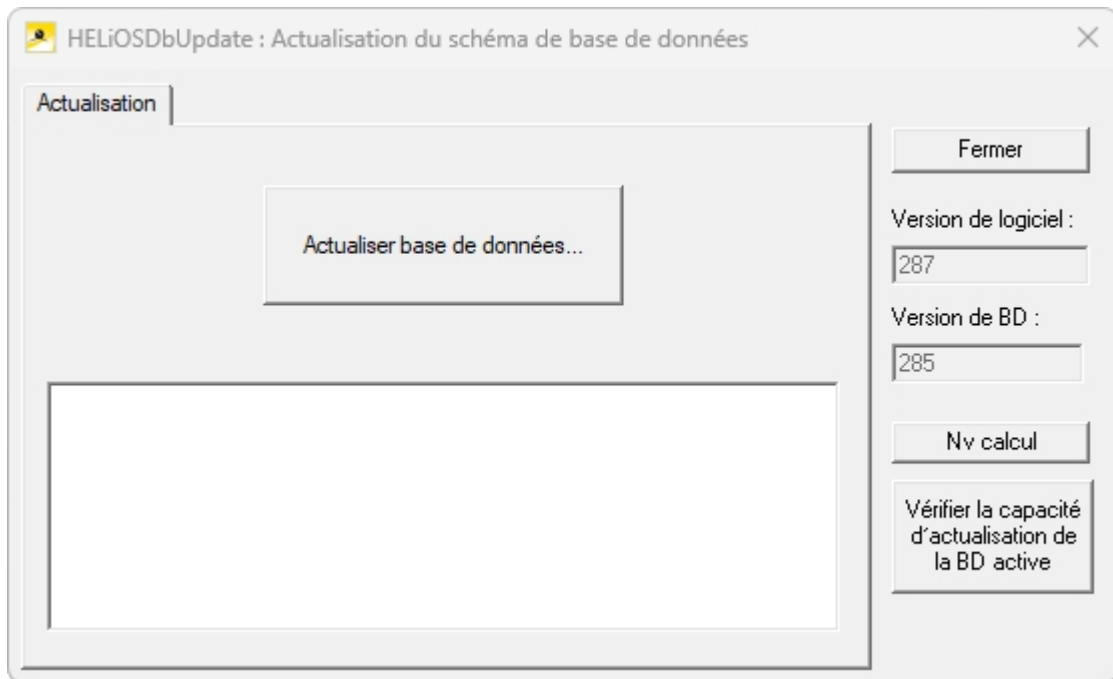 HELiOSDbUpdate : Actualisation du schéma de base de données
Actualisation
Actualiser base de données...
Fermer
Version de logiciel :
287
Version de BD :
285
Nv calcul
Vérifier la capacité
d´actualisation de
la BD active